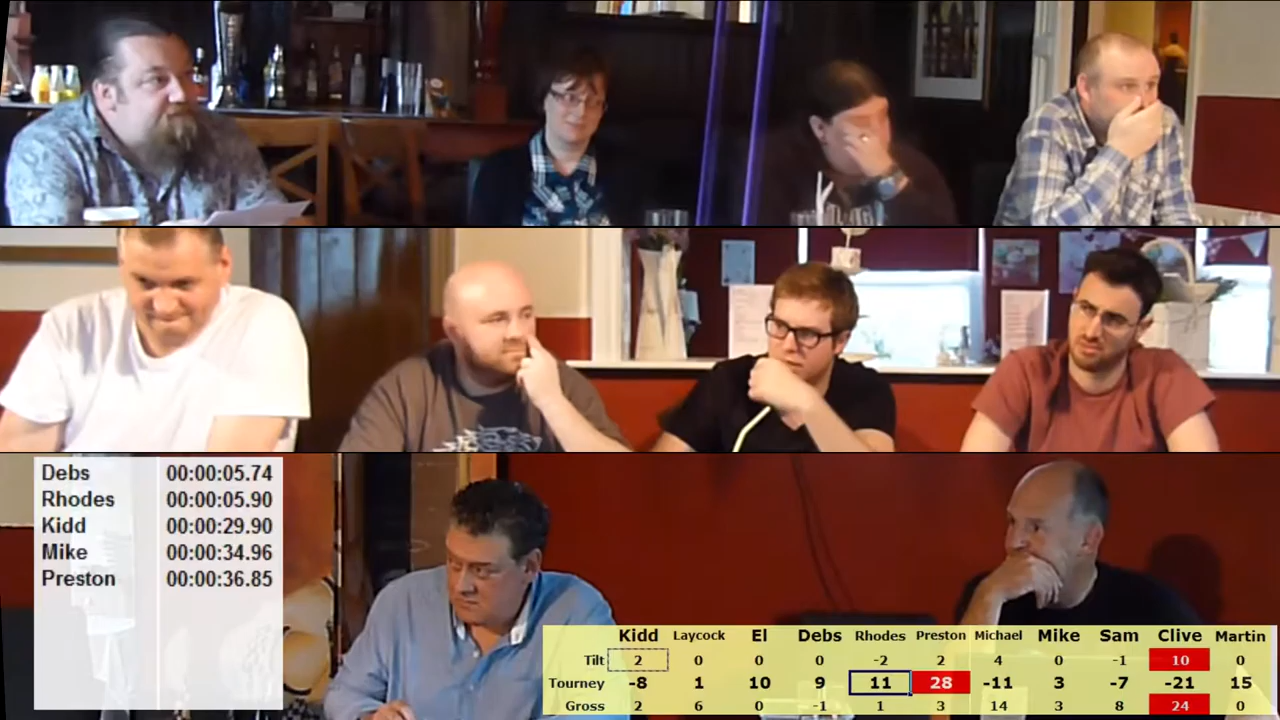 Debs 00:00:05.74
Rhodes 00:00:05.90
Kidd 00:00:29.90
Mike 00:00:34.96
Preston 00:00:36.85
Kidd Laycock El Debs Rhodes Preston Michael Mike Sam Clive Martin
Tilt 2 0 0 0 -2 2 4 0 -1 10 0
Tourney -8 1 10 9 11 28 -11 3 -7 -21 15
Gross 2 6 0 -1 1 3 14 3 8 24 0